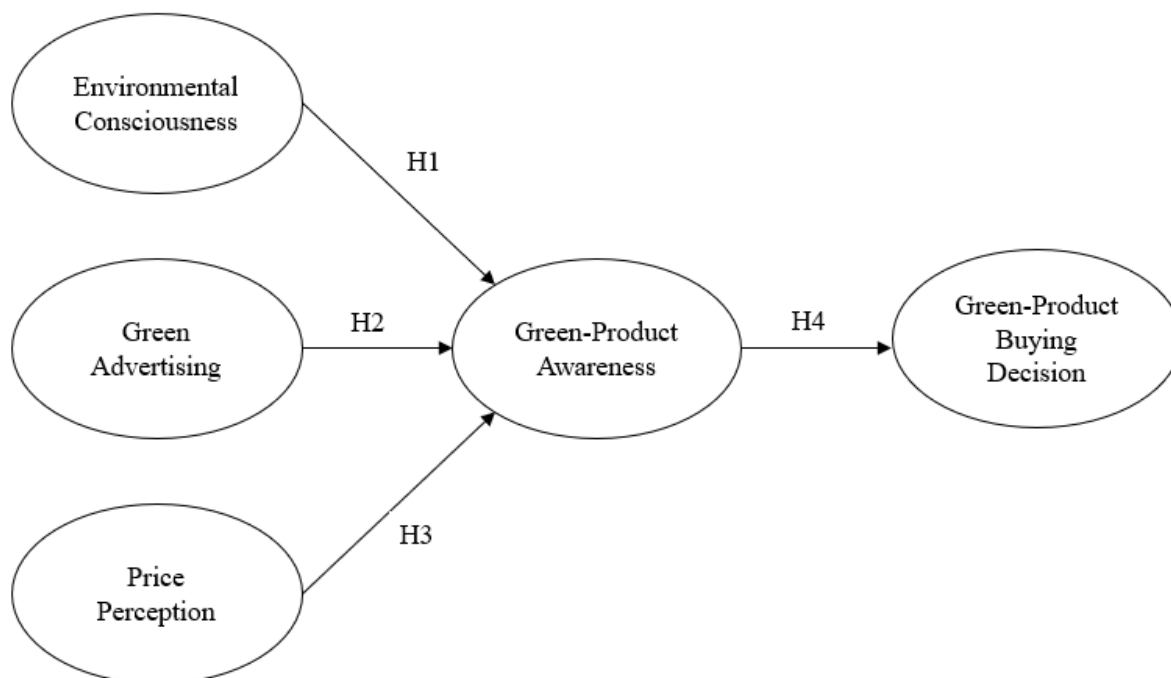 Environmental
Consciousness
H1
Green
Advertising
H2
Green-Product
Awareness
H4
Green-Product
Buying
Decision
H3
Price
Perception